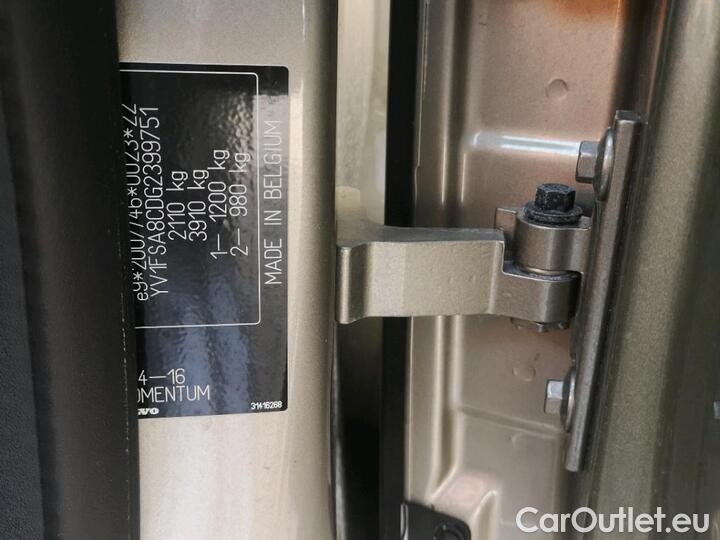 e9*2007/46*0023*22
YV1FSA8CDG2399751
2110 kg
3910 kg
1– 1200 kg
2– 980 kg
MADE IN BELGIUM
4–16
31416268
CarOutlet.eu